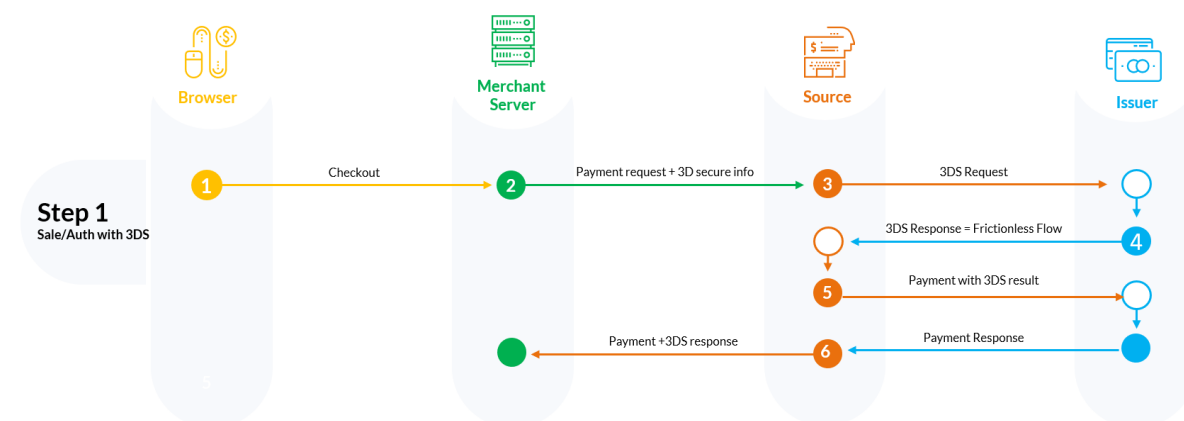 Browser
Merchant
Server
Source
Issuer
Step 1
Sale/Auth with 3DS
1
Checkout
2
Payment request + 3D secure info
3
3DS Request
3DS Response = Frictionless Flow
4
5
Payment with 3DS result
Payment +3DS response
6
Payment Response
5
$
$